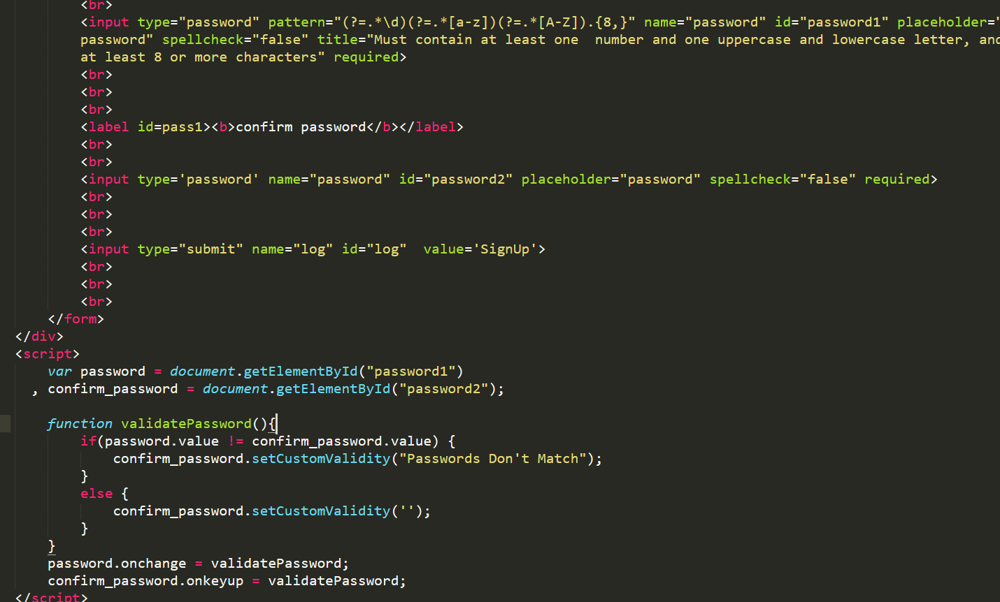 <br>
<input type="password" pattern="(?=.*\d)(?=.*[a-z])(?=.*[A-Z]).{8,}" name="password" id="password1" placeholder="
password" spellcheck="false" title="Must contain at least one  number and one uppercase and lowercase letter, and
at least 8 or more characters" required>
<br>
<br>
<br>
<label id=pass1><b>confirm password</b></label>
<br>
<br>
<input type='password' name="password" id="password2" placeholder="password" spellcheck="false" required>
<br>
<br>
<br>
<input type="submit" name="log" id="log"  value='SignUp'>
<br>
<br>
<br>
</form>
</div>
<script>
var password = document.getElementById("password1")
, confirm_password = document.getElementById("password2");
function validatePassword(){
if(password.value != confirm_password.value) {
confirm_password.setCustomValidity("Passwords Don't Match");
}
else {
confirm_password.setCustomValidity('');
}
}
password.onchange = validatePassword;
confirm_password.onkeyup = validatePassword;
</script>